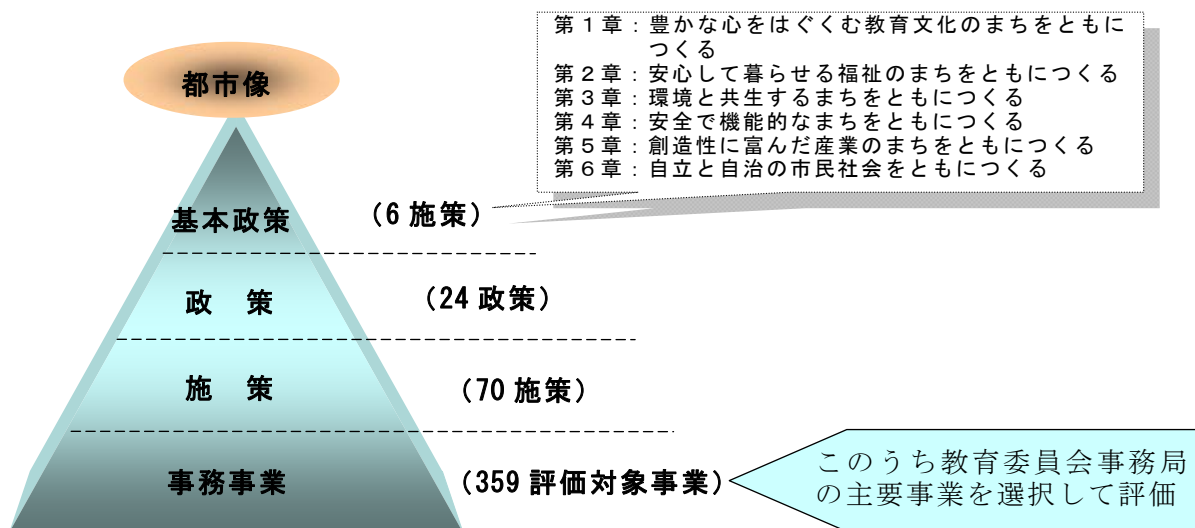 都市像
第１章：豊かな心をはぐくむ教育文化のまちをともに
つくる
第２章：安心して暮らせる福祉のまちをともにつくる
第３章：環境と共生するまちをともにつくる
第４章：安全で機能的なまちをともにつくる
第５章：創造性に富んだ産業のまちをともにつくる
第６章：自立と自治の市民社会をともにつくる
基本政策
（6 施策）
政　策
（24 政策）
施　策
（70 施策）
事務事業
（359 評価対象事業）
このうち教育委員会事務局
の主要事業を選択して評価